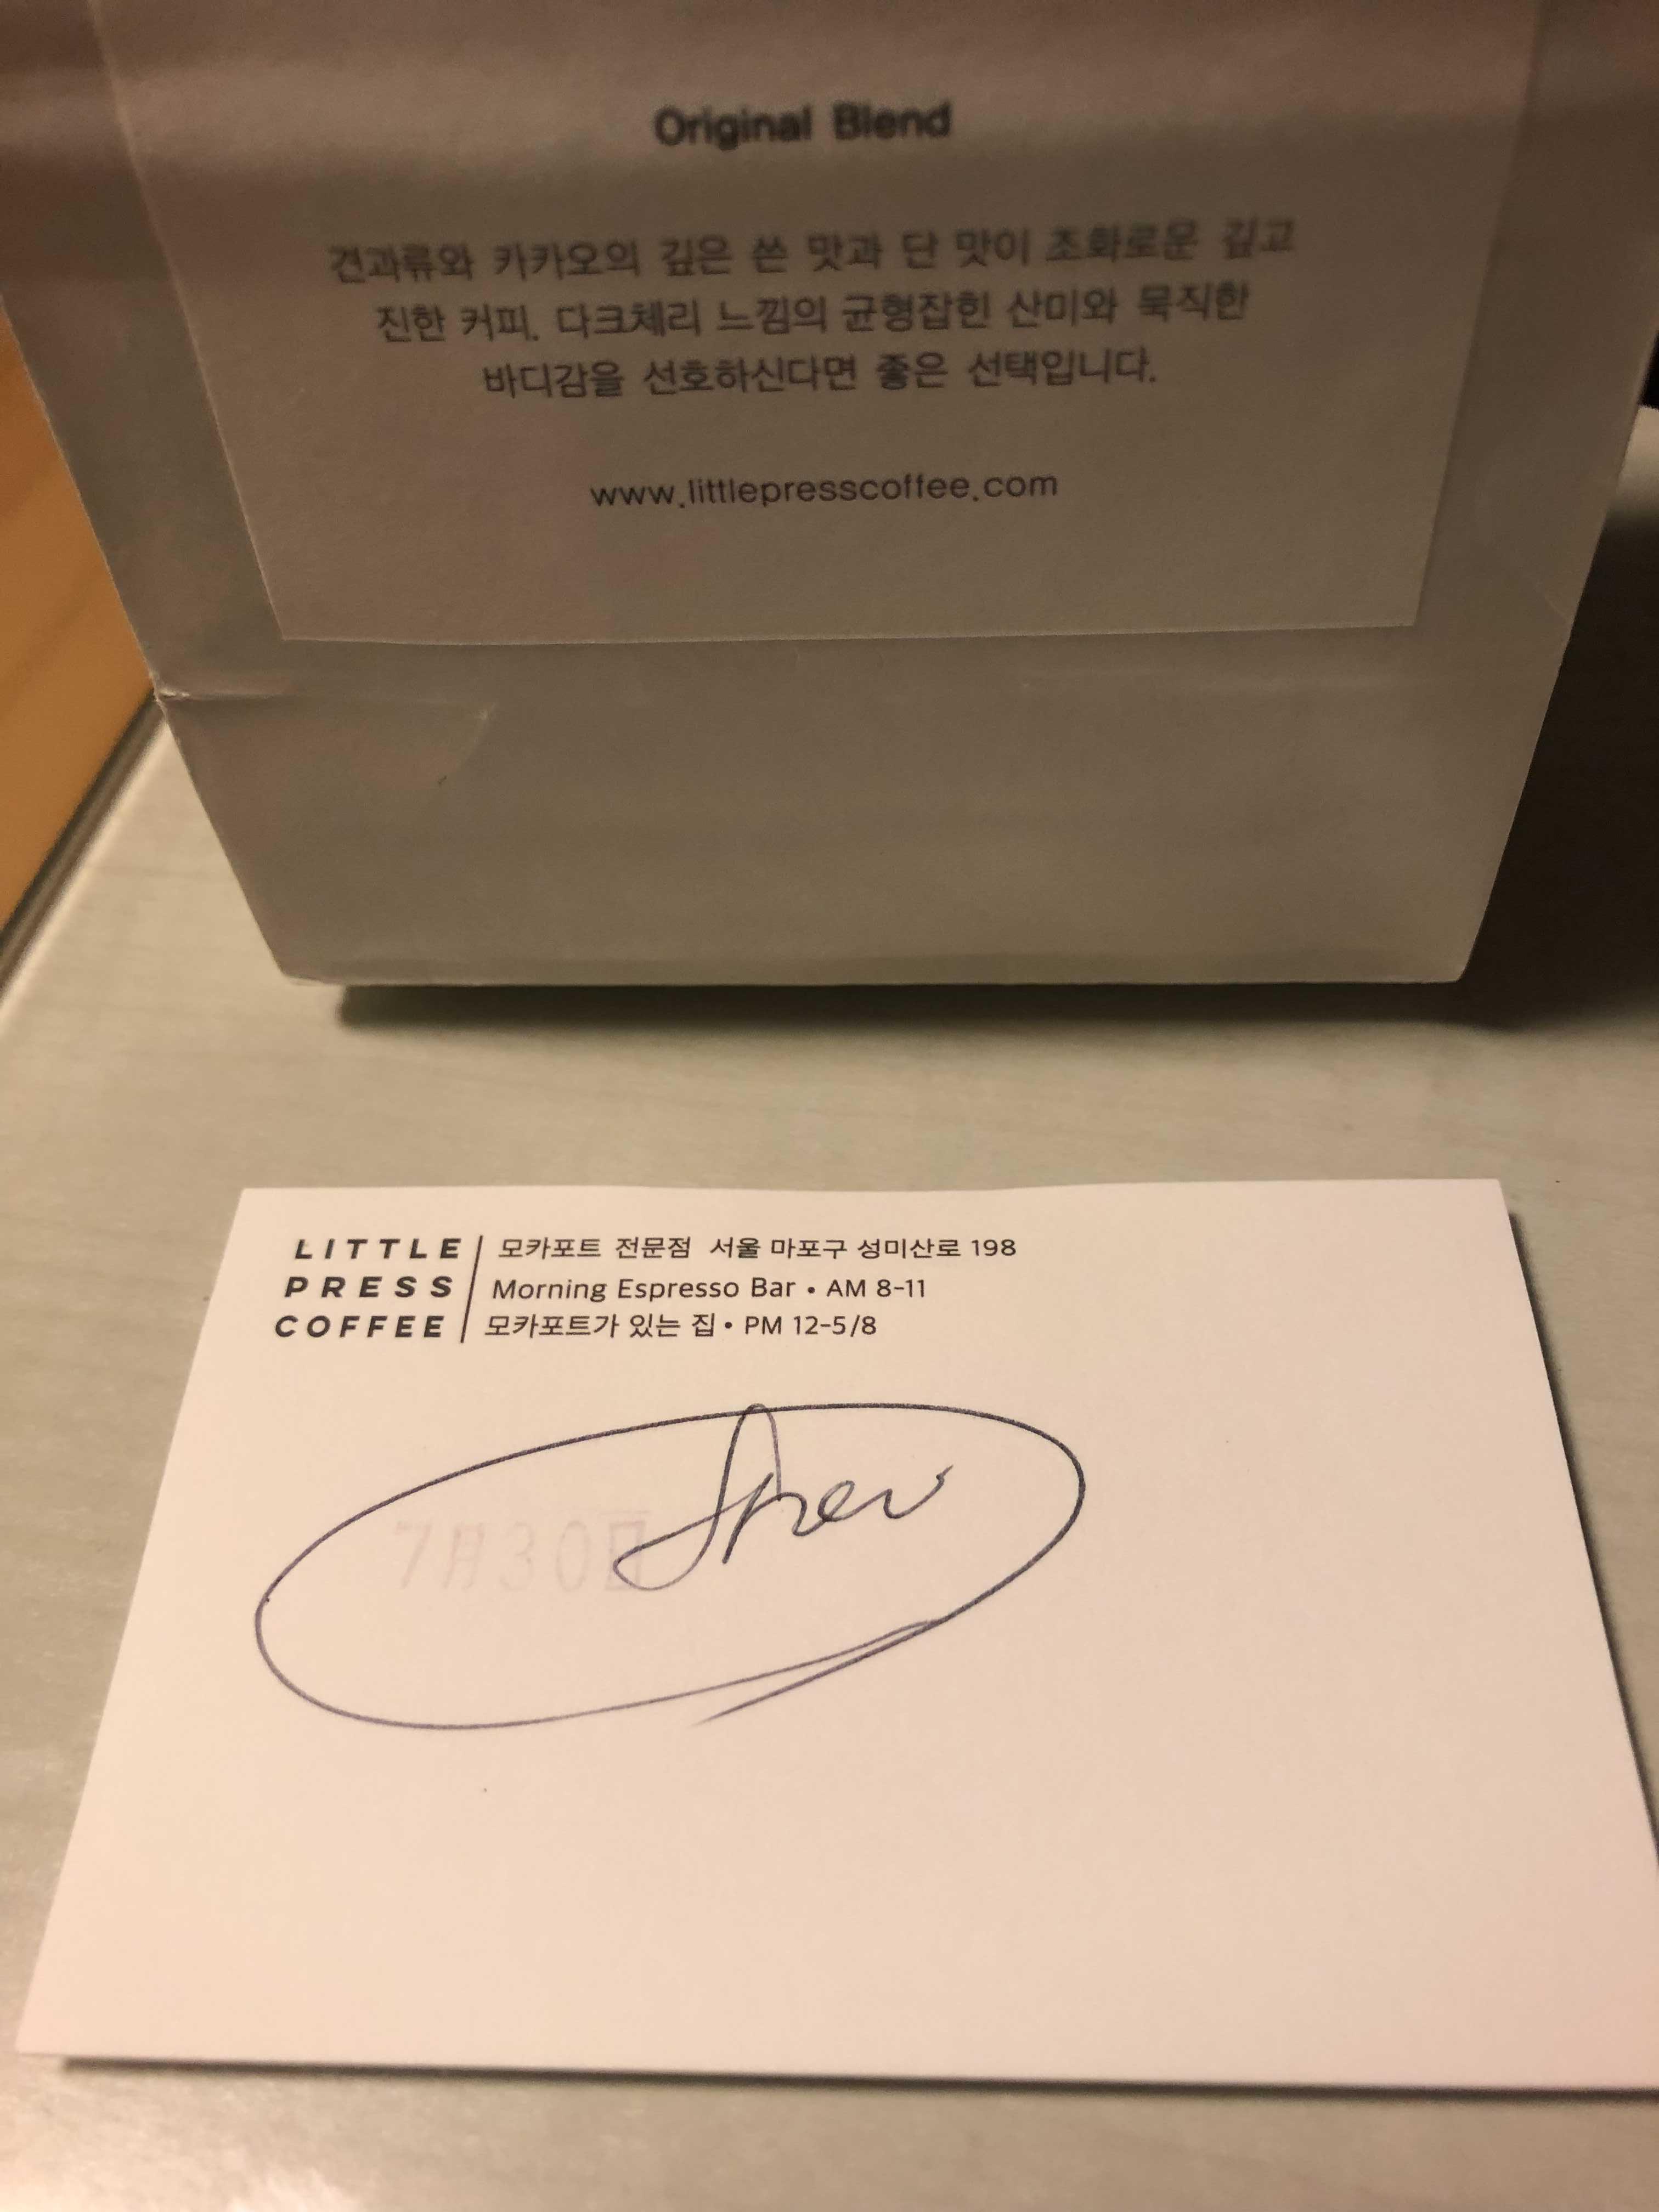 Original Blend
견과류와 카카오의 깊은 쓴 맛과 단 맛이 조화로운 깊고
진한 커피. 다크체리 느낌의 균형잡힌 산미와 묵직한
바디감을 선호하신다면 좋은 선택입니다.
www.littlepresscoffee.com
LITTLE PRESS COFFEE
모카포트 전문점 서울 마포구 성미산로 198
Morning Espresso Bar • AM 8-11
모카포트가 있는 집 • PM 12-5/8
7月30日